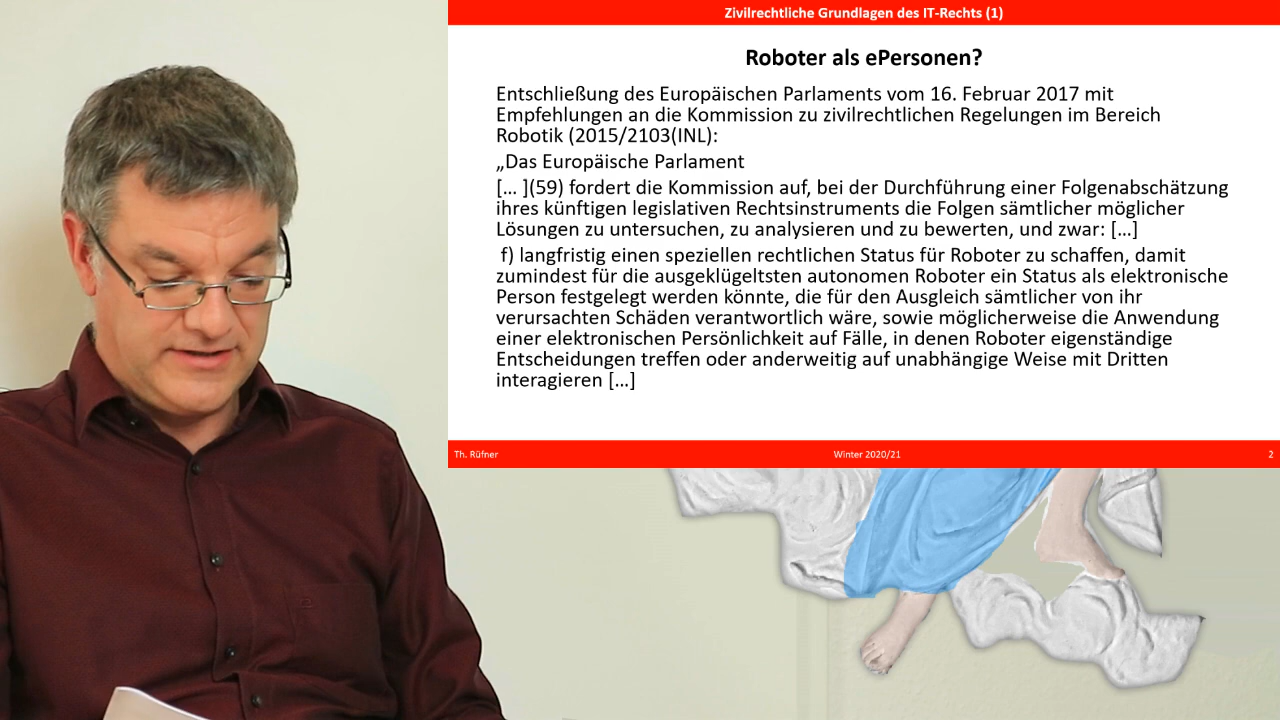 Zivilrechtliche Grundlagen des IT-Rechts (1)
Roboter als ePersonen?
Entschließung des Europäischen Parlaments vom 16. Februar 2017 mit
Empfehlungen an die Kommission zu zivilrechtlichen Regelungen im Bereich
Robotik (2015/2103(INL):
„Das Europäische Parlament
[… ](59) fordert die Kommission auf, bei der Durchführung einer Folgenabschätzung
ihres künftigen legislativen Rechtsinstruments die Folgen sämtlicher möglicher
Lösungen zu untersuchen, zu analysieren und zu bewerten, und zwar: […]
f) langfristig einen speziellen rechtlichen Status für Roboter zu schaffen, damit
zumindest für die ausgeklügeltsten autonomen Roboter ein Status als elektronische
Person festgelegt werden könnte, die für den Ausgleich sämtlicher von ihr
verursachten Schäden verantwortlich wäre, sowie möglicherweise die Anwendung
einer elektronischen Persönlichkeit auf Fälle, in denen Roboter eigenständige
Entscheidungen treffen oder anderweitig auf unabhängige Weise mit Dritten
interagieren […]
Th. Rüfner
Winter 2020/21
2